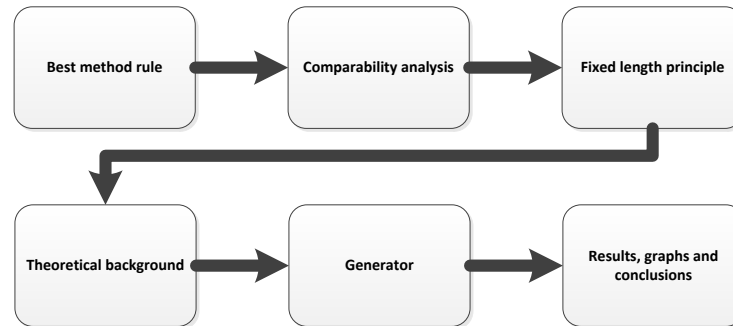 Best method rule
Comparability analysis
Fixed length principle
Theoretical background
Generator
Results, graphs and
conclusions